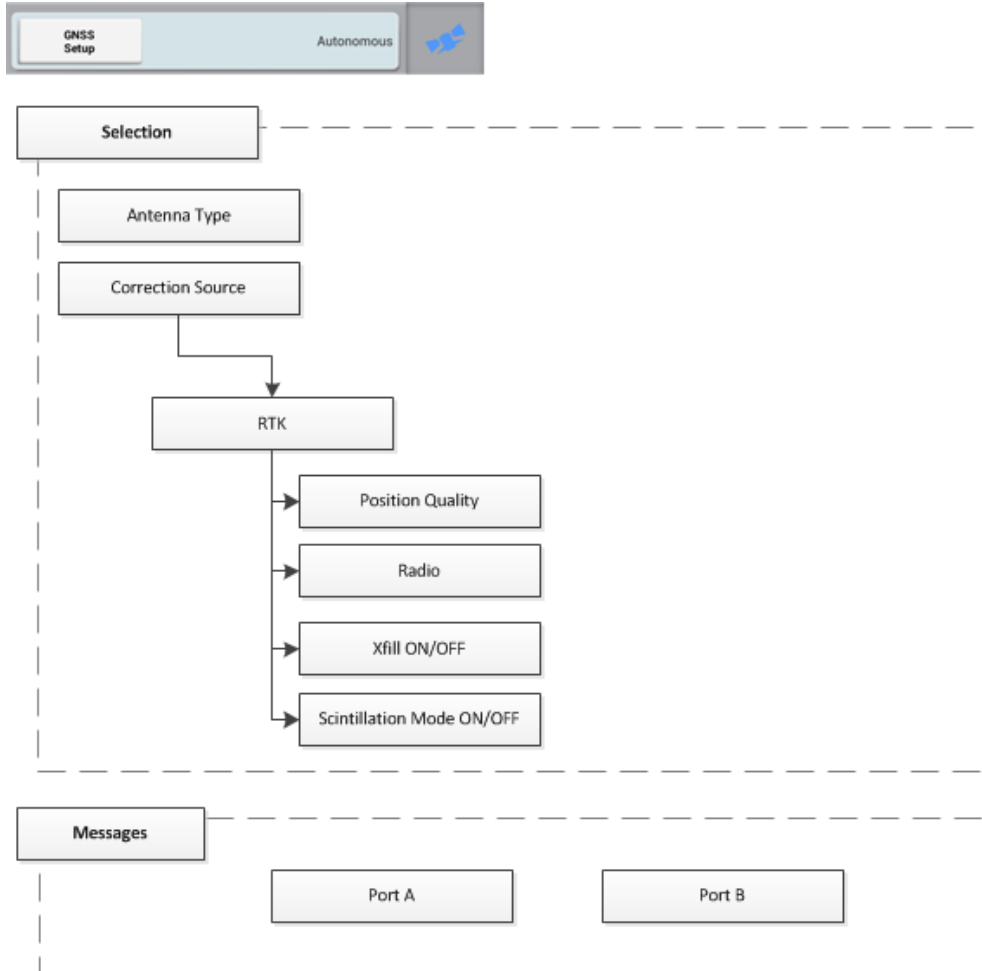 GNSS
Setup
Autonomous
Selection
Antenna Type
Correction Source
RTK
Position Quality
Radio
Xfill ON/OFF
Scintillation Mode ON/OFF
Messages
Port A
Port B